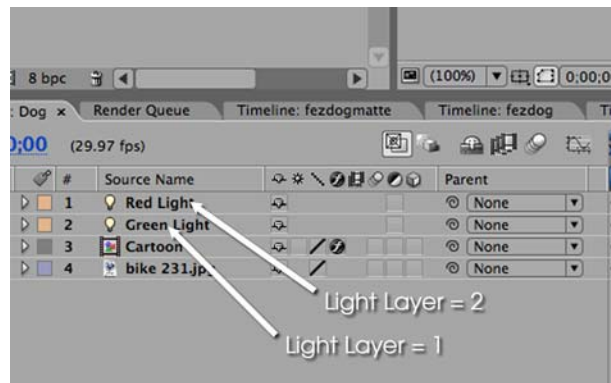 8 bpc (100%) 0;00;0
: Dog x Render Queue Timeline: fezdogmatte Timeline: fezdog
0;00 (29.97 fps)
# Source Name Parent
1 Red Light None
2 Green Light None
3 Cartoon None
4 bike 231.jpg None
Light Layer = 2
Light Layer = 1